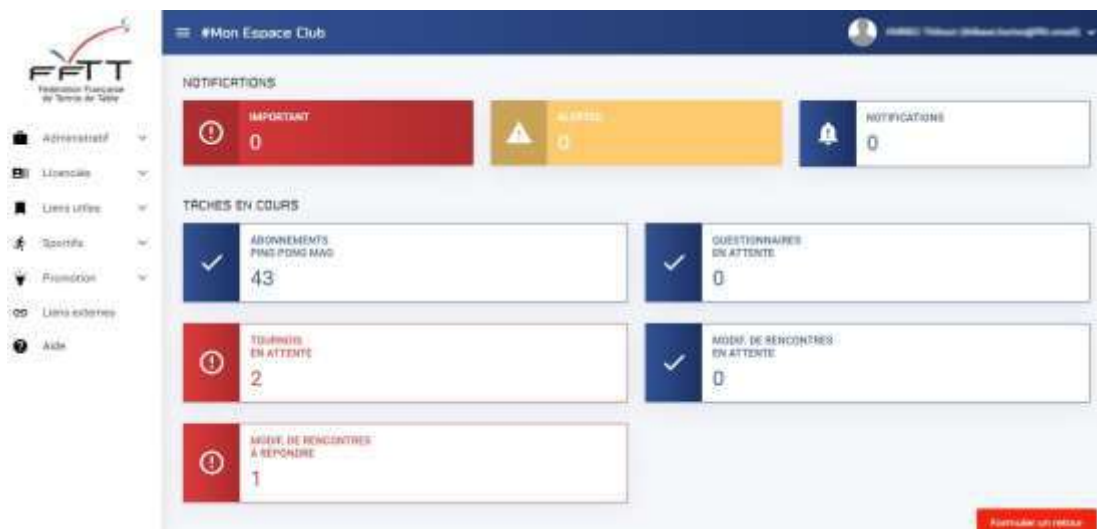 FFTT
Fédération Française
de Tennis de Table
Administratif
Licenciés
Liens utiles
Sportifs
Promotion
Liens externes
Aide
#Mon Espace Club
NOTIFICATIONS
IMPORTANT
0
ALERTES
0
NOTIFICATIONS
0
TÂCHES EN COURS
ABONNEMENTS
PING PONG MAG
43
QUESTIONNAIRES
EN ATTENTE
0
TOURNOIS
EN ATTENTE
2
MODIF. DE RENCONTRES
EN ATTENTE
0
MODIF. DE RENCONTRES
À RÉPONDRE
1
Formuler un retour